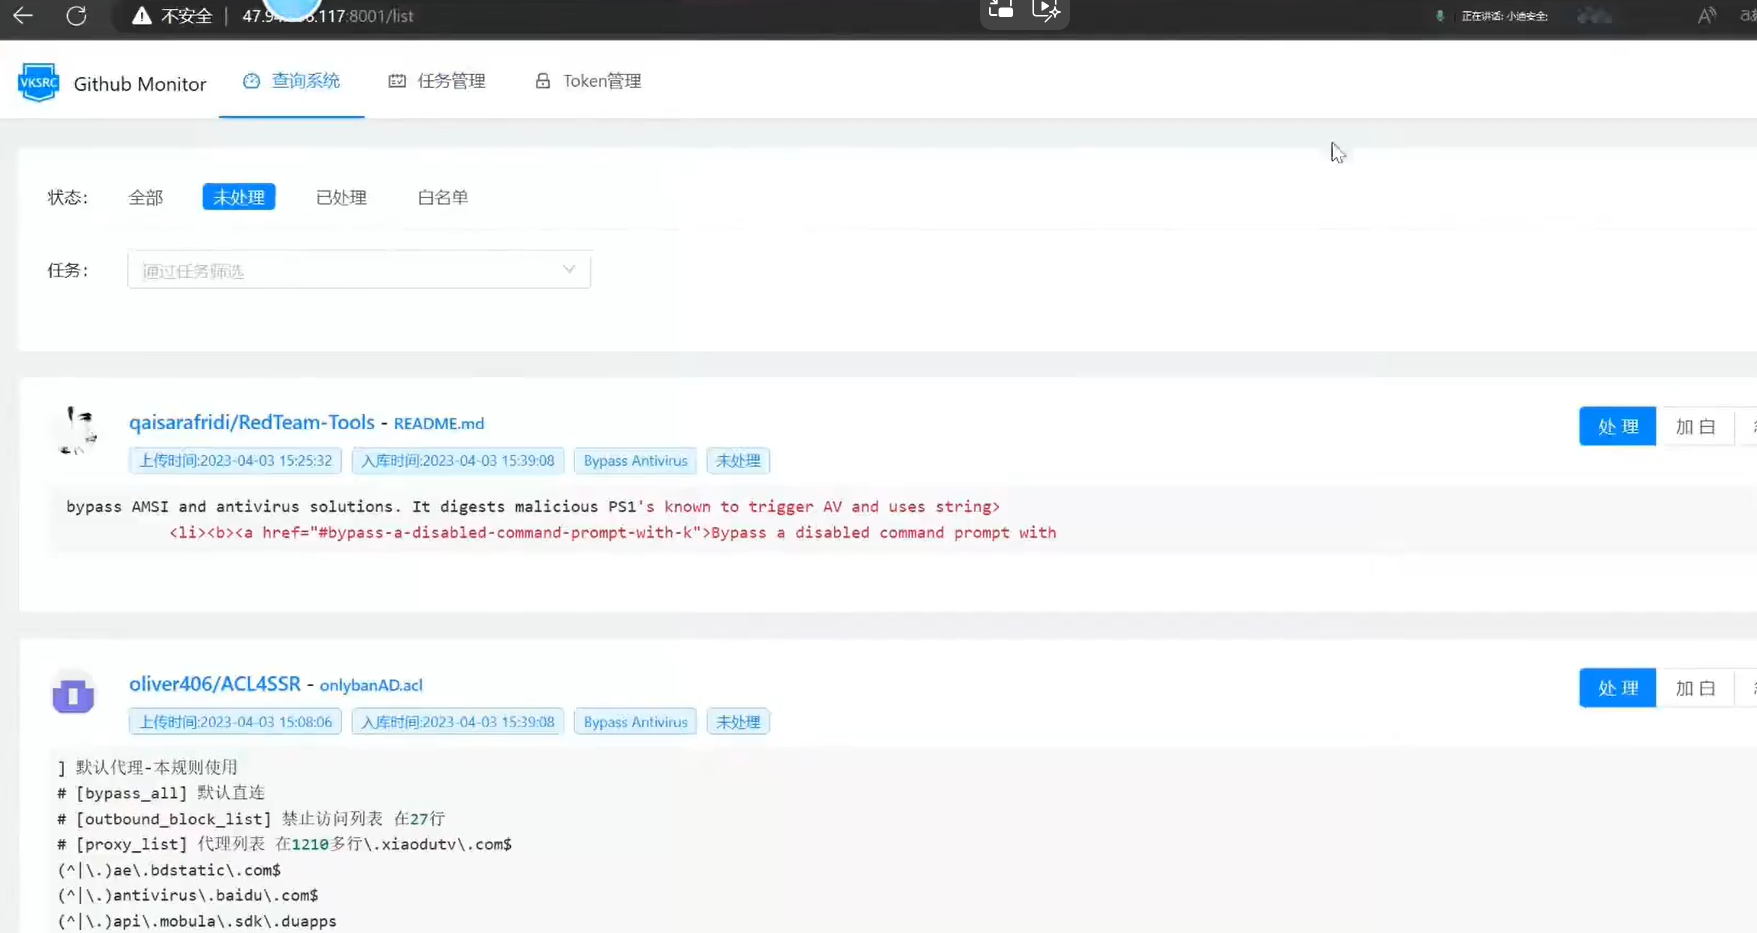 不安全 | 47.94 .117:8001/list
正在讲话: 小迪安全:
VKSRC Github Monitor 查询系统 任务管理 Token管理
状态: 全部 未处理 已处理 白名单
任务: 通过任务筛选
qaisarafridi/RedTeam-Tools - README.md
处 理 加 白
上传时间:2023-04-03 15:25:32 入库时间:2023-04-03 15:39:08 Bypass Antivirus 未处理
bypass AMSI and antivirus solutions. It digests malicious PS1's known to trigger AV and uses string>
<li><b><a href="#bypass-a-disabled-command-prompt-with-k">Bypass a disabled command prompt with
oliver406/ACL4SSR - onlybanAD.acl
处 理 加 白
上传时间:2023-04-03 15:08:06 入库时间:2023-04-03 15:39:08 Bypass Antivirus 未处理
] 默认代理-本规则使用
# [bypass_all] 默认直连
# [outbound_block_list] 禁止访问列表 在27行
# [proxy_list] 代理列表 在1210多行\.xiaodutv\.com$
(^|\.)ae\.bdstatic\.com$
(^|\.)antivirus\.baidu\.com$
(^|\.)api\.mobula\.sdk\.duapps